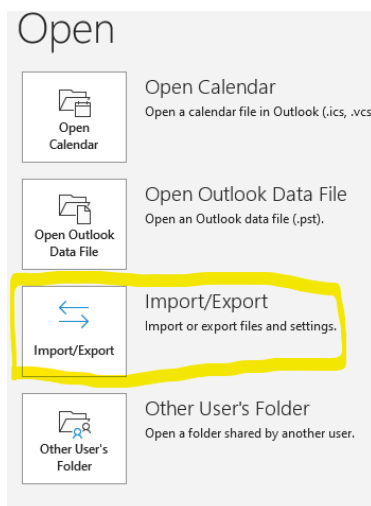 Open
Open
Calendar
Open Calendar
Open a calendar file in Outlook (.ics, .vcs
Open Outlook
Data File
Open Outlook Data File
Open an Outlook data file (.pst).
Import/Export
Import/Export
Import or export files and settings.
Other User's
Folder
Other User's Folder
Open a folder shared by another user.